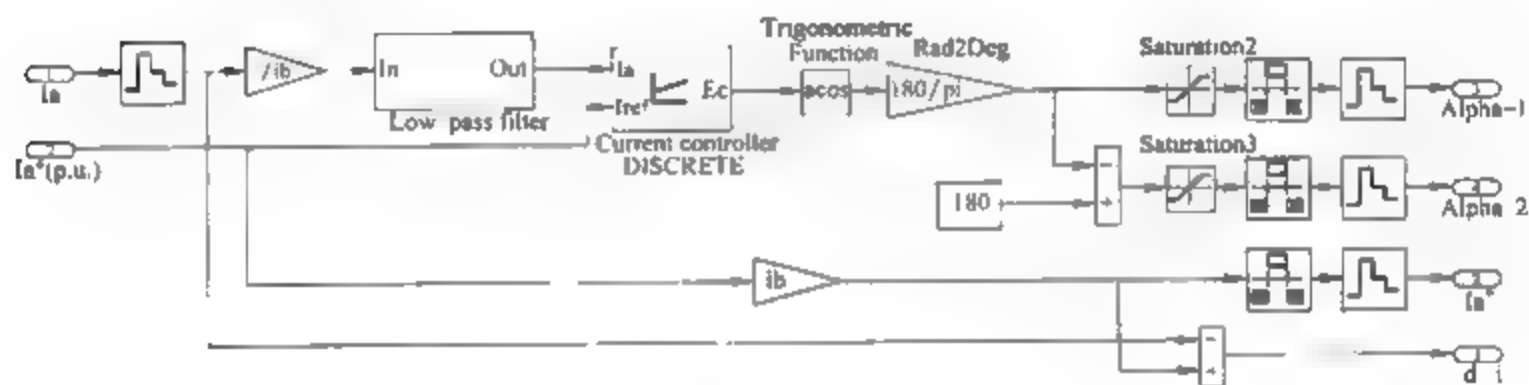 Trigonometric
Function
Rad2Deg
Saturation2
Ia
/ib
In
Out
Low pass filter
Ia
Iref
Ec
Current controller
DISCRETE
acos
180/pi
Alpha-1
2
Ia*(p.u.)
Saturation3
180
-
+
Alpha 2
ib
Ia*
-
+
d i